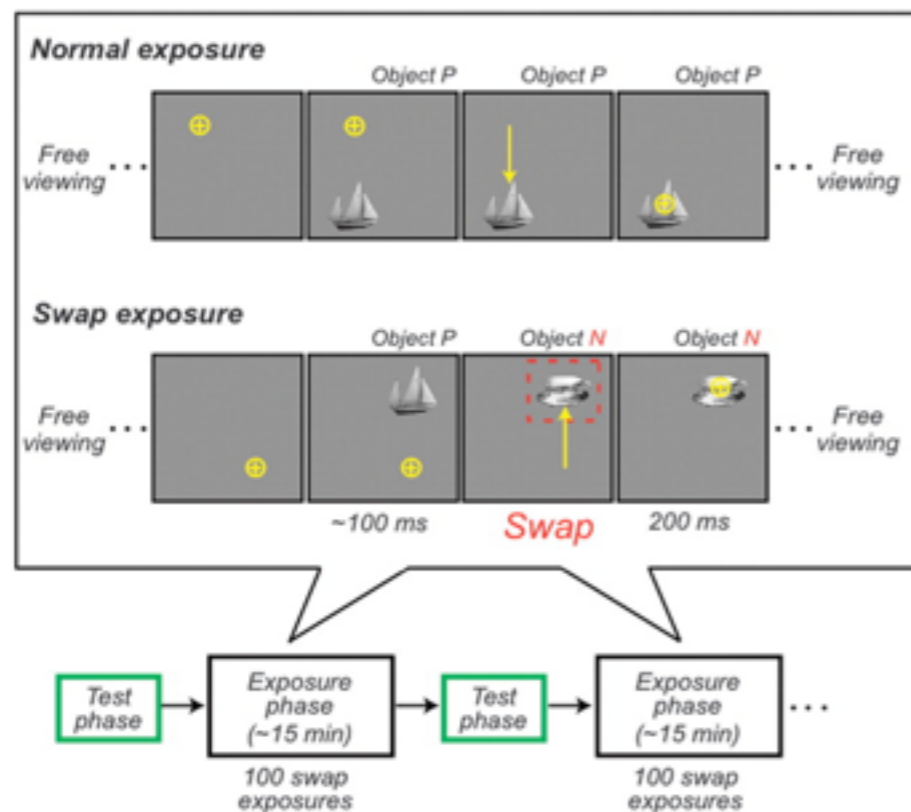 Normal exposure
Object P Object P Object P
Free viewing ... ... Free viewing
Swap exposure
Object P Object N Object N
Free viewing ... ... Free viewing
~100 ms Swap 200 ms
Test phase
Exposure phase (~15 min)
Test phase
Exposure phase (~15 min)
...
100 swap exposures
100 swap exposures